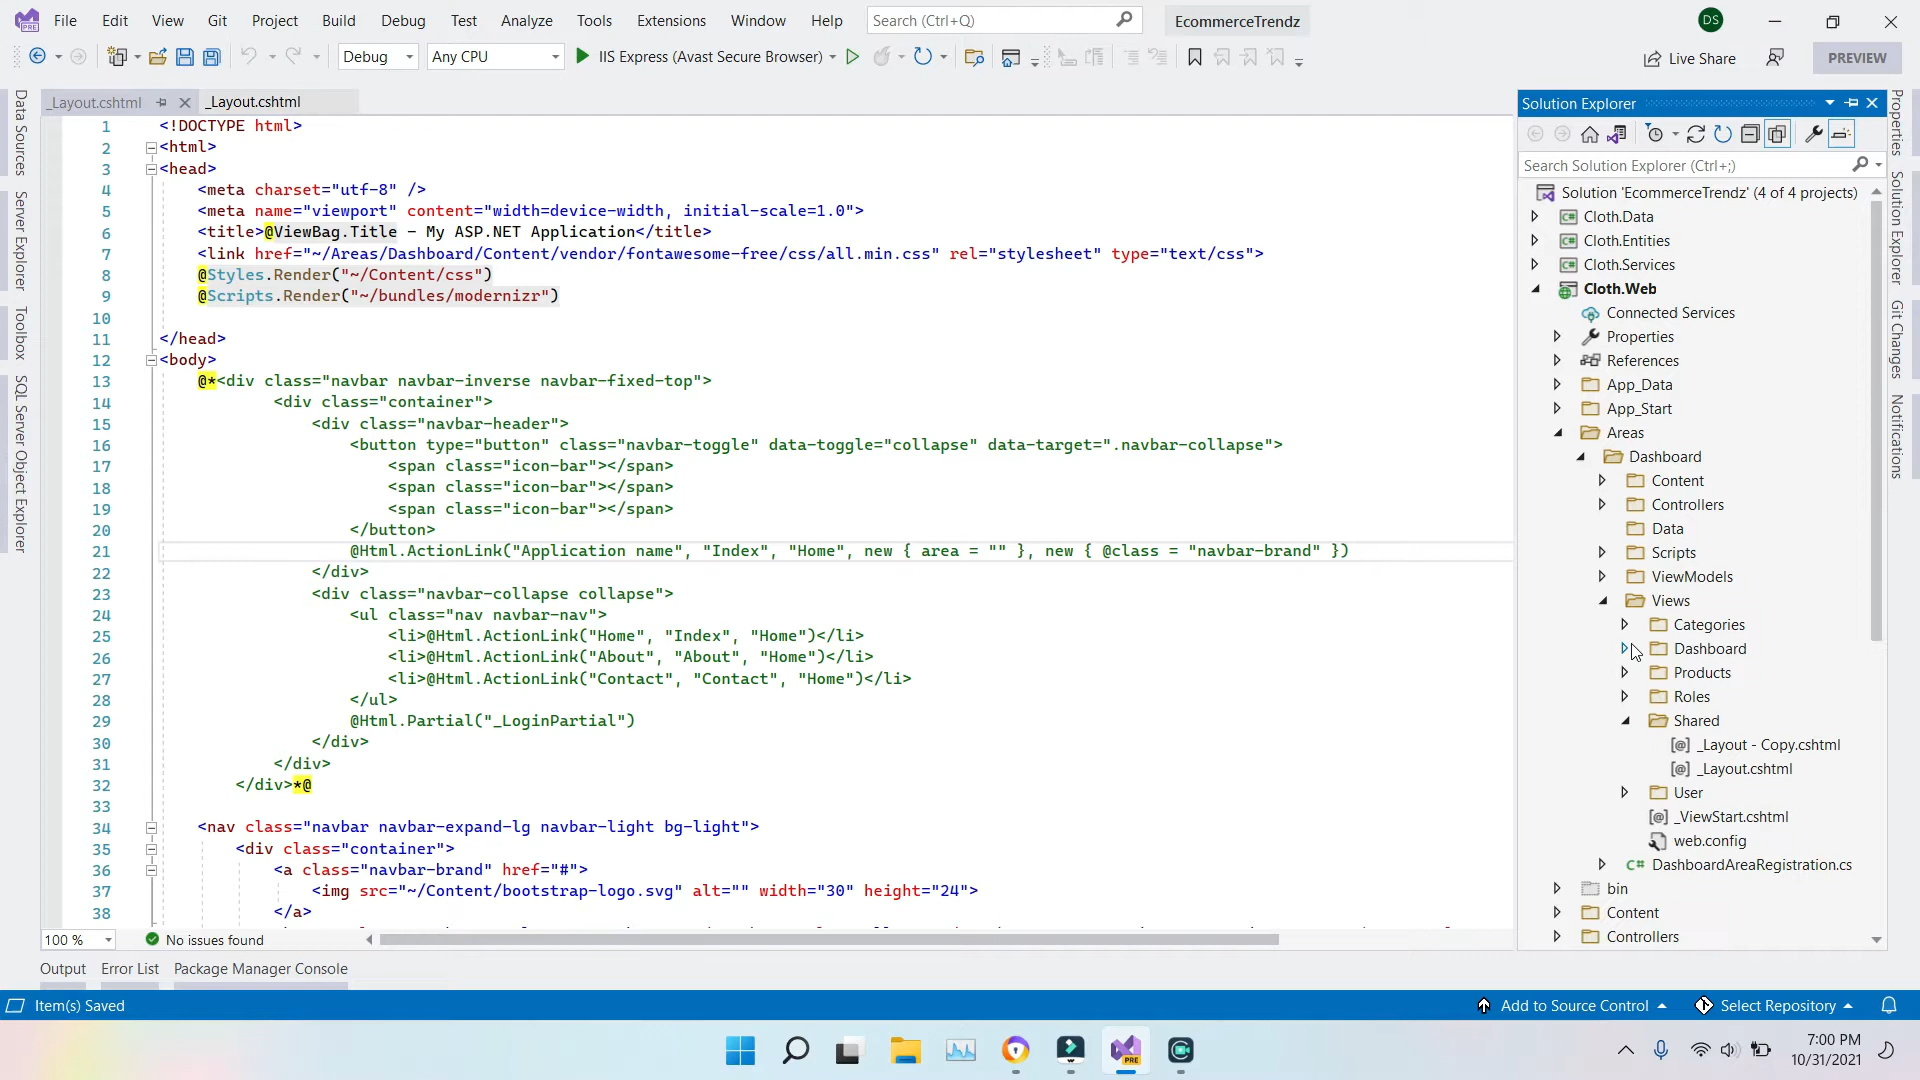 PRE
File Edit View Git Project Build Debug Test Analyze Tools Extensions Window Help
Search (Ctrl+Q)
EcommerceTrendz
DS
Debug
Any CPU
IIS Express (Avast Secure Browser)
Live Share
PREVIEW
Data Sources
Server Explorer
Toolbox
SQL Server Object Explorer
_Layout.cshtml
_Layout.cshtml
1 <!DOCTYPE html>
2 <html>
3 <head>
4 <meta charset="utf-8" />
5 <meta name="viewport" content="width=device-width, initial-scale=1.0">
6 <title>@ViewBag.Title - My ASP.NET Application</title>
7 <link href="~/Areas/Dashboard/Content/vendor/fontawesome-free/css/all.min.css" rel="stylesheet" type="text/css">
8 @Styles.Render("~/Content/css")
9 @Scripts.Render("~/bundles/modernizr")
10
11 </head>
12 <body>
13 @*<div class="navbar navbar-inverse navbar-fixed-top">
14 <div class="container">
15 <div class="navbar-header">
16 <button type="button" class="navbar-toggle" data-toggle="collapse" data-target=".navbar-collapse">
17 <span class="icon-bar"></span>
18 <span class="icon-bar"></span>
19 <span class="icon-bar"></span>
20 </button>
21 @Html.ActionLink("Application name", "Index", "Home", new { area = "" }, new { @class = "navbar-brand" })
22 </div>
23 <div class="navbar-collapse collapse">
24 <ul class="nav navbar-nav">
25 <li>@Html.ActionLink("Home", "Index", "Home")</li>
26 <li>@Html.ActionLink("About", "About", "Home")</li>
27 <li>@Html.ActionLink("Contact", "Contact", "Home")</li>
28 </ul>
29 @Html.Partial("_LoginPartial")
30 </div>
31 </div>
32 </div>*@
33
34 <nav class="navbar navbar-expand-lg navbar-light bg-light">
35 <div class="container">
36 <a class="navbar-brand" href="#">
37 <img src="~/Content/bootstrap-logo.svg" alt="" width="30" height="24">
38 </a>
100 %
No issues found
Solution Explorer
Search Solution Explorer (Ctrl+;)
Solution 'EcommerceTrendz' (4 of 4 projects)
Cloth.Data
Cloth.Entities
Cloth.Services
Cloth.Web
Connected Services
Properties
References
App_Data
App_Start
Areas
Dashboard
Content
Controllers
Data
Scripts
ViewModels
Views
Categories
Dashboard
Products
Roles
Shared
_Layout - Copy.cshtml
_Layout.cshtml
User
_ViewStart.cshtml
web.config
C# DashboardAreaRegistration.cs
bin
Content
Controllers
Properties
Solution Explorer
Git Changes
Notifications
Output Error List Package Manager Console
Item(s) Saved
Add to Source Control
Select Repository
PRE
7:00 PM
10/31/2021